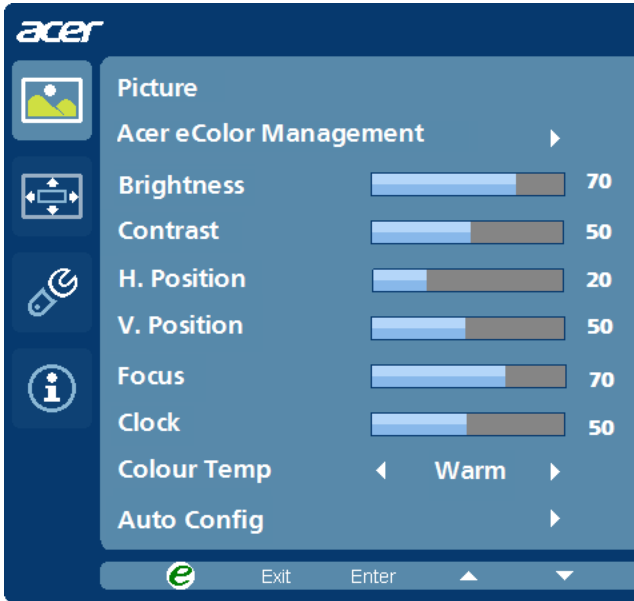 acer
Picture
Acer eColor Management
Brightness 70
Contrast 50
H. Position 20
V. Position 50
Focus 70
Clock 50
Colour Temp Warm
Auto Config
e Exit Enter